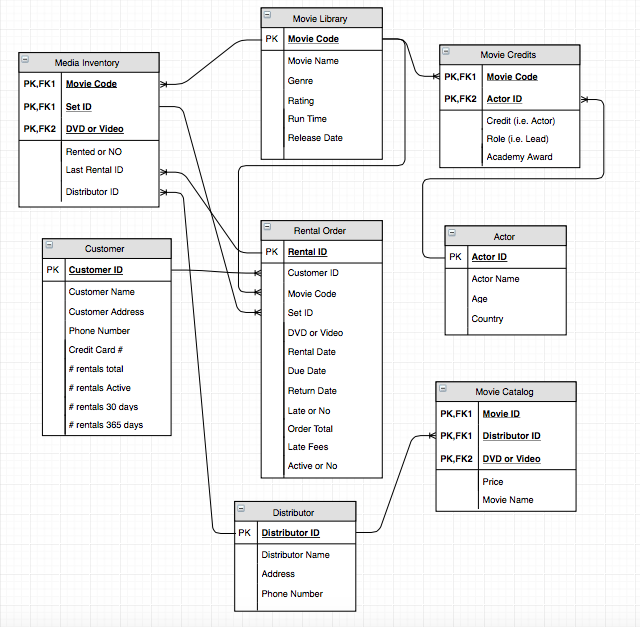 Movie Library
PK Movie Code
Movie Name
Genre
Rating
Run Time
Release Date
Media Inventory
PK,FK1 Movie Code
PK,FK1 Set ID
PK,FK2 DVD or Video
Rented or NO
Last Rental ID
Distributor ID
Movie Credits
PK,FK1 Movie Code
PK,FK2 Actor ID
Credit (i.e. Actor)
Role (i.e. Lead)
Academy Award
Customer
PK Customer ID
Customer Name
Customer Address
Phone Number
Credit Card #
# rentals total
# rentals Active
# rentals 30 days
# rentals 365 days
Rental Order
PK Rental ID
Customer ID
Movie Code
Set ID
DVD or Video
Rental Date
Due Date
Return Date
Late or No
Order Total
Late Fees
Active or No
Actor
PK Actor ID
Actor Name
Age
Country
Movie Catalog
PK,FK1 Movie ID
PK,FK1 Distributor ID
PK,FK2 DVD or Video
Price
Movie Name
Distributor
PK Distributor ID
Distributor Name
Address
Phone Number